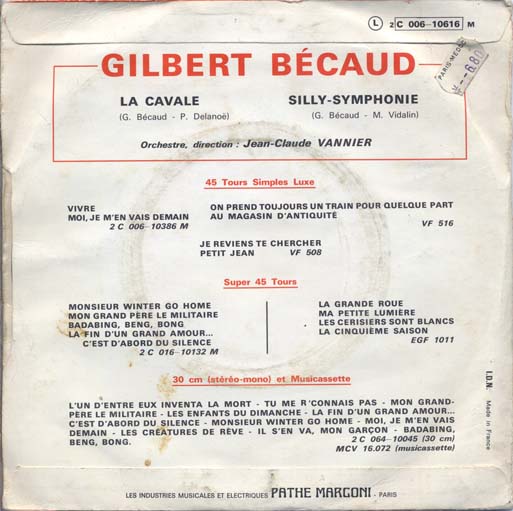 Ⓛ 2 C 006-10616 M
PARIS-MEDOC
6.80
GILBERT BÉCAUD
LA CAVALE
(G. Bécaud - P. Delanoë)
SILLY-SYMPHONIE
(G. Bécaud - M. Vidalin)
Orchestre, direction : Jean-Claude VANNIER
45 Tours Simples Luxe
VIVRE
MOI, JE M'EN VAIS DEMAIN
2 C 006-10386 M
ON PREND TOUJOURS UN TRAIN POUR QUELQUE PART
AU MAGASIN D'ANTIQUITÉ
VF 516
JE REVIENS TE CHERCHER
PETIT JEAN VF 508
Super 45 Tours
MONSIEUR WINTER GO HOME
MON GRAND PÈRE LE MILITAIRE
BADABING, BENG, BONG
LA FIN D'UN GRAND AMOUR...
C'EST D'ABORD DU SILENCE
2 C 016-10132 M
LA GRANDE ROUE
MA PETITE LUMIÈRE
LES CERISIERS SONT BLANCS
LA CINQUIÈME SAISON
EGF 1011
30 cm (stéréo-mono) et Musicassette
L'UN D'ENTRE EUX INVENTA LA MORT - TU ME R'CONNAIS PAS - MON GRAND-
PÈRE LE MILITAIRE - LES ENFANTS DU DIMANCHE - LA FIN D'UN GRAND AMOUR...
C'EST D'ABORD DU SILENCE - MONSIEUR WINTER GO HOME - MOI, JE M'EN VAIS
DEMAIN - LES CRÉATURES DE RÊVE - IL S'EN VA, MON GARÇON - BADABING,
BENG, BONG.
2 C 064-10045 (30 cm)
MCV 16.072 (musicassette)
I.D.N. Made in France
LES INDUSTRIES MUSICALES ET ELECTRIQUES PATHE MARCONI - PARIS